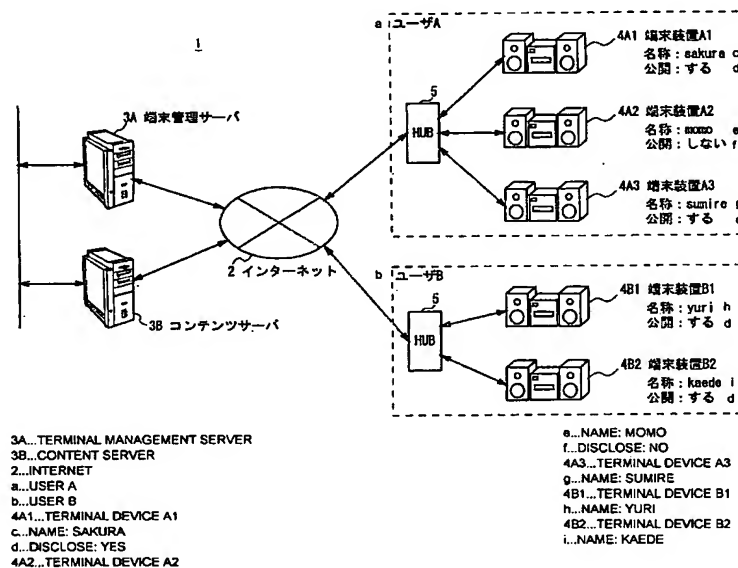 1
a ユーザA
4A1 端末装置A1
名称：sakura c
公開：する d
3A 端末管理サーバ
5
HUB
4A2 端末装置A2
名称：momo e
公開：しない f
4A3 端末装置A3
名称：sumire g
公開：する d
2 インターネット
b ユーザB
3B コンテンツサーバ
5
HUB
4B1 端末装置B1
名称：yuri h
公開：する d
4B2 端末装置B2
名称：kaede i
公開：する d
3A...TERMINAL MANAGEMENT SERVER
3B...CONTENT SERVER
2...INTERNET
a...USER A
b...USER B
4A1...TERMINAL DEVICE A1
c...NAME: SAKURA
d...DISCLOSE: YES
4A2...TERMINAL DEVICE A2
e...NAME: MOMO
f...DISCLOSE: NO
4A3...TERMINAL DEVICE A3
g...NAME: SUMIRE
4B1...TERMINAL DEVICE B1
h...NAME: YURI
4B2...TERMINAL DEVICE B2
i...NAME: KAEDE